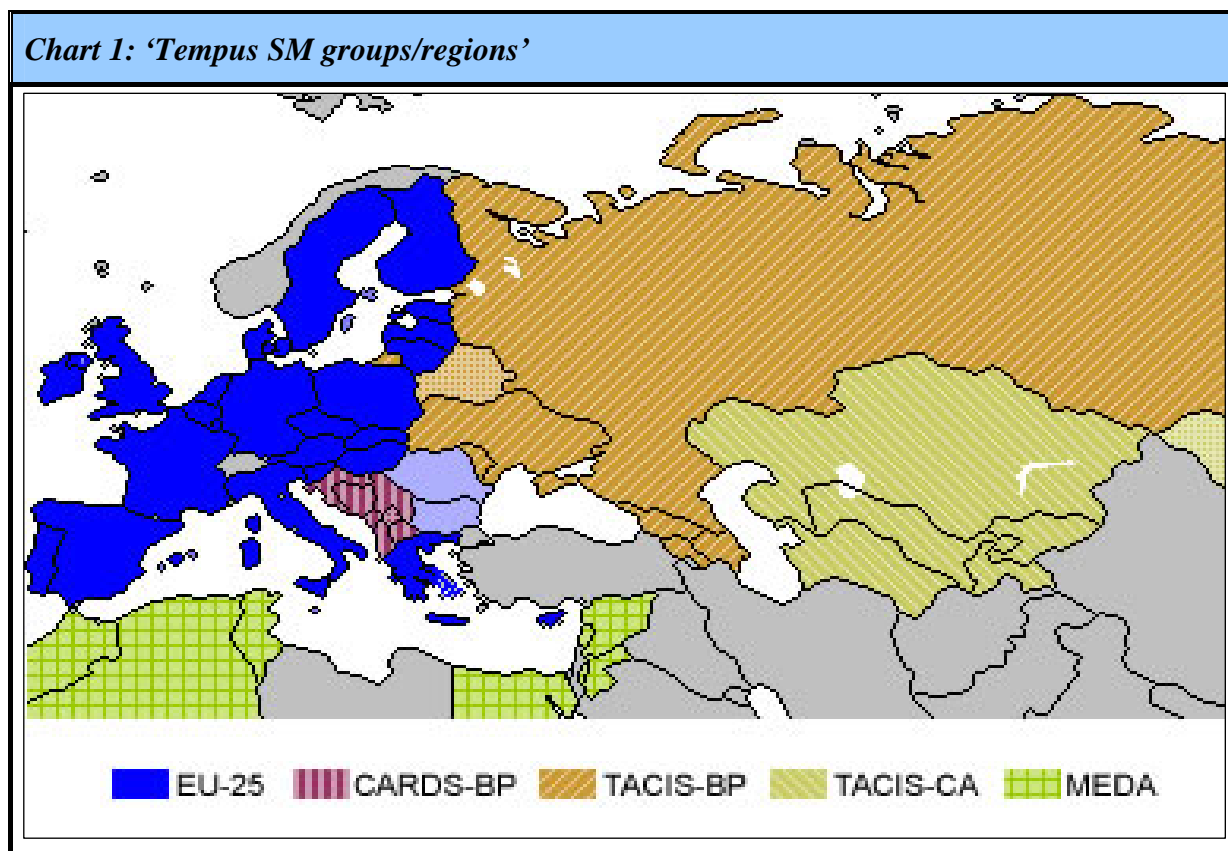 Chart 1: ‘Tempus SM groups/regions’
EU-25 CARDS-BP TACIS-BP TACIS-CA MEDA